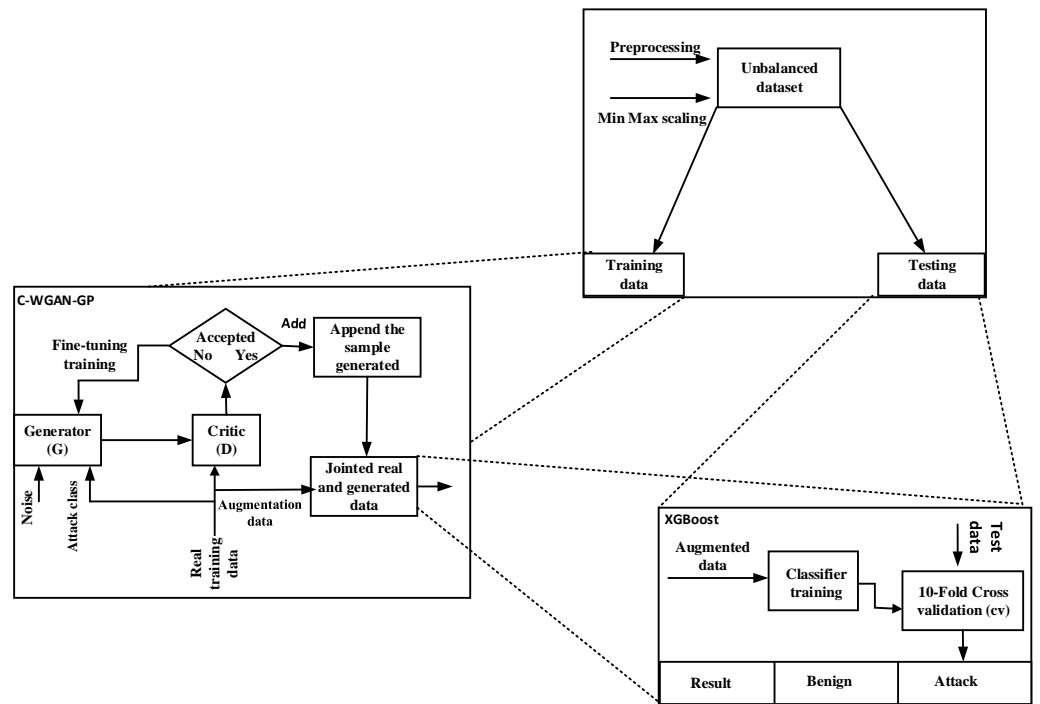 Preprocessing
Min Max scaling
Unbalanced
dataset
Training
data
Testing
data
C-WGAN-GP
Fine-tuning
training
Accepted
No Yes
Add
Append the
sample
generated
Generator
(G)
Critic
(D)
Jointed real
and generated
data
Noise
Attack class
Augmentation
data
Real
training
data
XGBoost
Augmented
data
Classifier
training
Test
data
10-Fold Cross
validation (cv)
Result
Benign
Attack